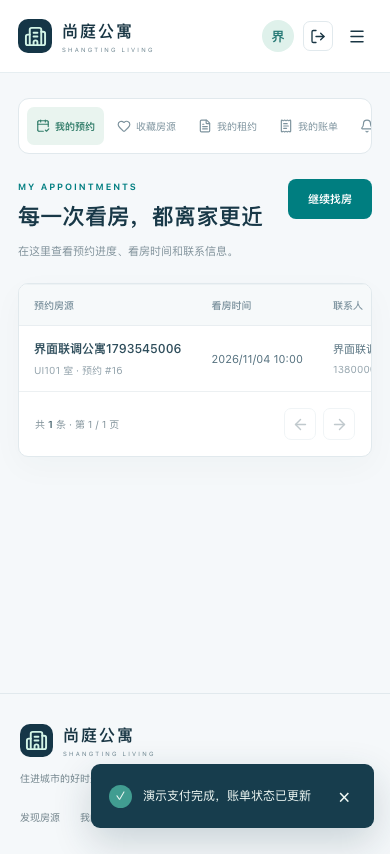 尚庭公寓
SHANGTING LIVING
界
我的预约 收藏房源 我的租约 我的账单
MY APPOINTMENTS
每一次看房，都离家更近
继续找房
在这里查看预约进度、看房时间和联系信息。
预约房源 看房时间 联系人
界面联调公寓1793545006
UI101 室 · 预约 #16
2026/11/04 10:00
界面联
13800
共 1 条 · 第 1 / 1 页
尚庭公寓
SHANGTING LIVING
住进城市的好时
发现房源
演示支付完成，账单状态已更新